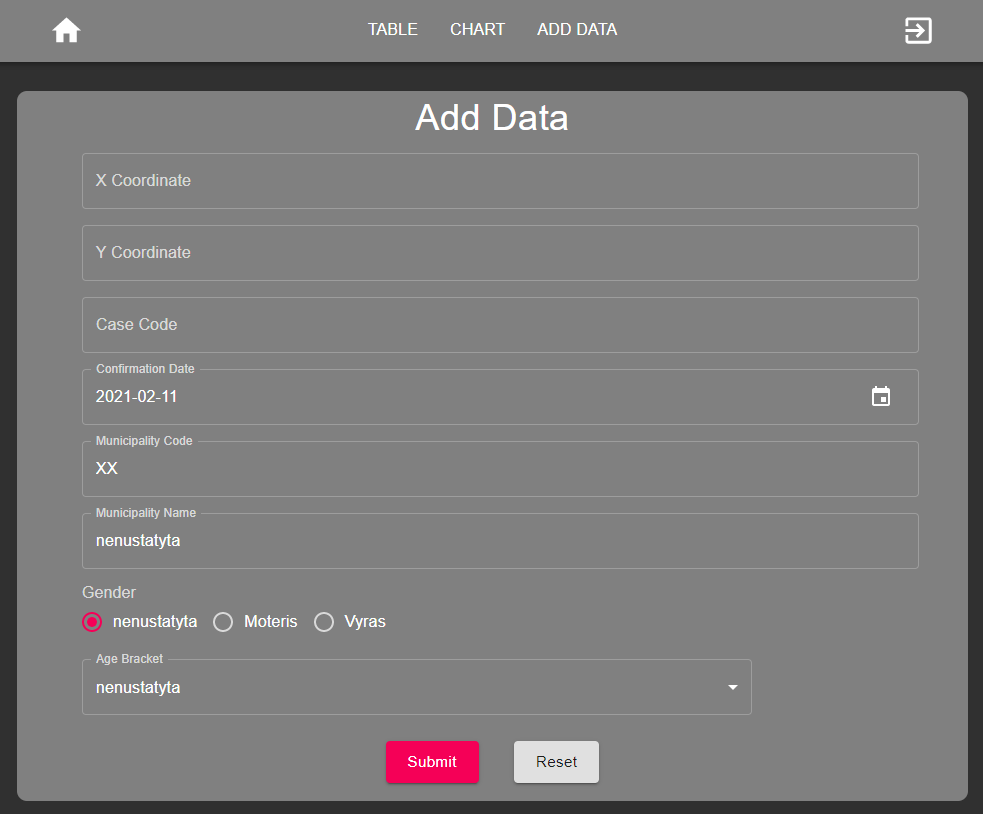 TABLE CHART ADD DATA
Add Data
X Coordinate
Y Coordinate
Case Code
Confirmation Date
2021-02-11
Municipality Code
XX
Municipality Name
nenustatyta
Gender
nenustatyta Moteris Vyras
Age Bracket
nenustatyta
Submit Reset